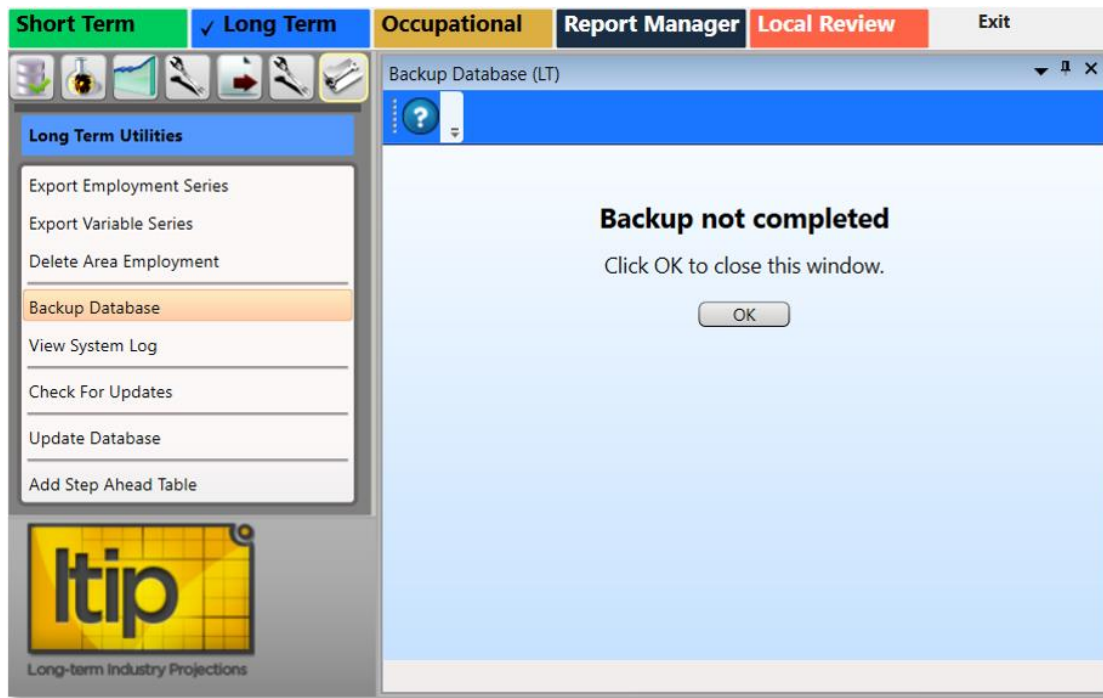 Short Term
✓ Long Term
Occupational
Report Manager
Local Review
Exit
Long Term Utilities
Export Employment Series
Export Variable Series
Delete Area Employment
Backup Database
View System Log
Check For Updates
Update Database
Add Step Ahead Table
ltip
Long-term Industry Projections
Backup Database (LT)
?
Backup not completed
Click OK to close this window.
OK